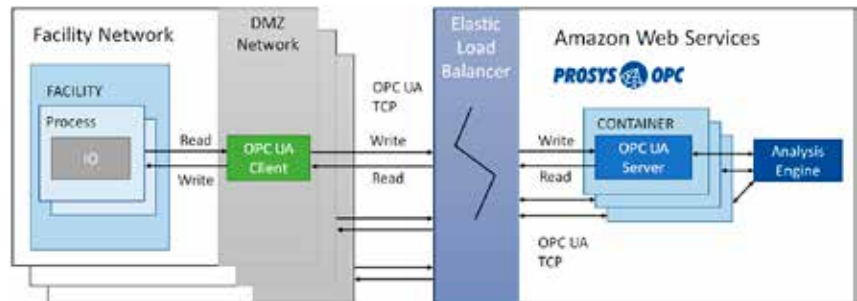 Facility Network
DMZ
Network
Elastic
Load
Balancer
Amazon Web Services
PROSYS OPC
FACILITY
Process
IO
Read
Write
OPC UA
Client
OPC UA
TCP
Write
Read
Write
Read
CONTAINER
OPC UA
Server
Analysis
Engine
OPC UA
TCP